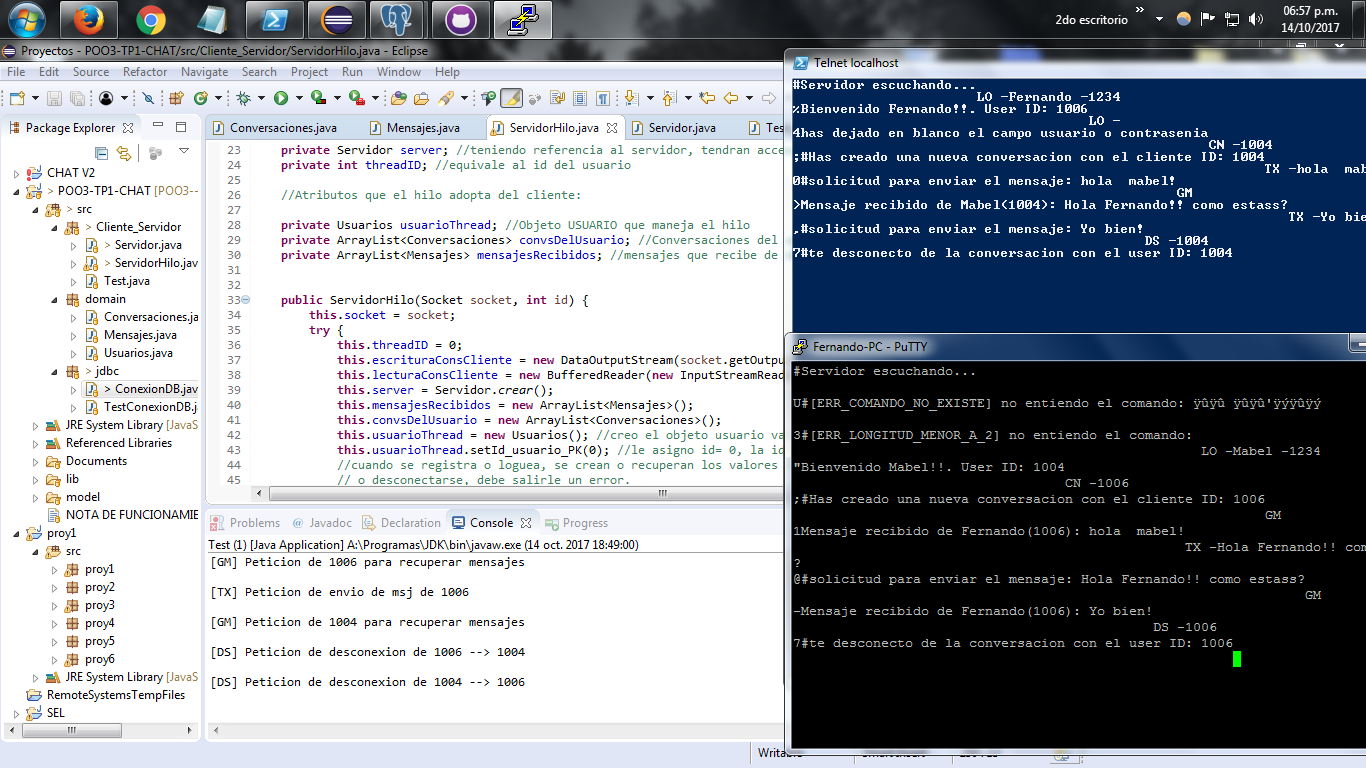 06:57 p.m.
2do escritorio »
14/10/2017
Proyectos - POO3-TP1-CHAT/src/Cliente_Servidor/ServidorHilo.java - Eclipse
File Edit Source Refactor Navigate Search Project Run Window Help
Package Explorer
CHAT V2
> POO3-TP1-CHAT [POO3--
> src
> Cliente_Servidor
> Servidor.java
> ServidorHilo.jav
Test.java
domain
Conversaciones.ja
Mensajes.java
Usuarios.java
> jdbc
> ConexionDB.jav
TestConexionDB.j
JRE System Library [JavaS
Referenced Libraries
Documents
lib
model
NOTA DE FUNCIONAMIE
proy1
src
proy1
proy2
proy3
proy4
proy5
proy6
JRE System Library [JavaS
RemoteSystemsTempFiles
SEL
Conversaciones.java Mensajes.java ServidorHilo.java Servidor.java Tes
23 private Servidor server; //teniendo referencia al servidor, tendran acce
24 private int threadID; //equivale al id del usuario
25
26 //Atributos que el hilo adopta del cliente:
27
28 private Usuarios usuarioThread; //Objeto USUARIO que maneja el hilo
29 private ArrayList<Conversaciones> convsDelUsuario; //Conversaciones del
30 private ArrayList<Mensajes> mensajesRecibidos; //mensajes que recibe de
31
32
33 public ServidorHilo(Socket socket, int id) {
34 this.socket = socket;
35 try {
36 this.threadID = 0;
37 this.escrituraConsCliente = new DataOutputStream(socket.getOutpu
38 this.lecturaConsCliente = new BufferedReader(new InputStreamRead
39 this.server = Servidor.crear();
40 this.mensajesRecibidos = new ArrayList<Mensajes>();
41 this.convsDelUsuario = new ArrayList<Conversaciones>();
42 this.usuarioThread = new Usuarios(); //creo el objeto usuario va
43 this.usuarioThread.setId_usuario_PK(0); //le asigno id= 0, la id
44 //cuando se registra o loguea, se crean o recuperan los valores
45 // o desconectarse, debe salirle un error.
Problems Javadoc Declaration Console Progress
Test (1) [Java Application] A:\Programas\JDK\bin\javaw.exe (14 oct. 2017 18:49:00)
[GM] Peticion de 1006 para recuperar mensajes
[TX] Peticion de envio de msj de 1006
[GM] Peticion de 1004 para recuperar mensajes
[DS] Peticion de desconexion de 1006 --> 1004
[DS] Peticion de desconexion de 1004 --> 1006
Writab
Telnet localhost
#Servidor escuchando...
LO -Fernando -1234
%Bienvenido Fernando!!. User ID: 1006
LO -
4has dejado en blanco el campo usuario o contrasenia
CN -1004
;#Has creado una nueva conversacion con el cliente ID: 1004
TX -hola mab
0#solicitud para enviar el mensaje: hola mabel!
GM
>Mensaje recibido de Mabel(1004): Hola Fernando!! como estass?
TX -Yo bie
,#solicitud para enviar el mensaje: Yo bien!
DS -1004
7#te desconecto de la conversacion con el user ID: 1004
Fernando-PC - PuTTY
#Servidor escuchando...
U#[ERR_COMANDO_NO_EXISTE] no entiendo el comando: ÿûÿû ÿûÿû'ÿýÿûÿý
3#[ERR_LONGITUD_MENOR_A_2] no entiendo el comando:
LO -Mabel -1234
"Bienvenido Mabel!!. User ID: 1004
CN -1006
;#Has creado una nueva conversacion con el cliente ID: 1006
GM
1Mensaje recibido de Fernando(1006): hola mabel!
TX -Hola Fernando!! com
?
@#solicitud para enviar el mensaje: Hola Fernando!! como estass?
GM
-Mensaje recibido de Fernando(1006): Yo bien!
DS -1006
7#te desconecto de la conversacion con el user ID: 1006